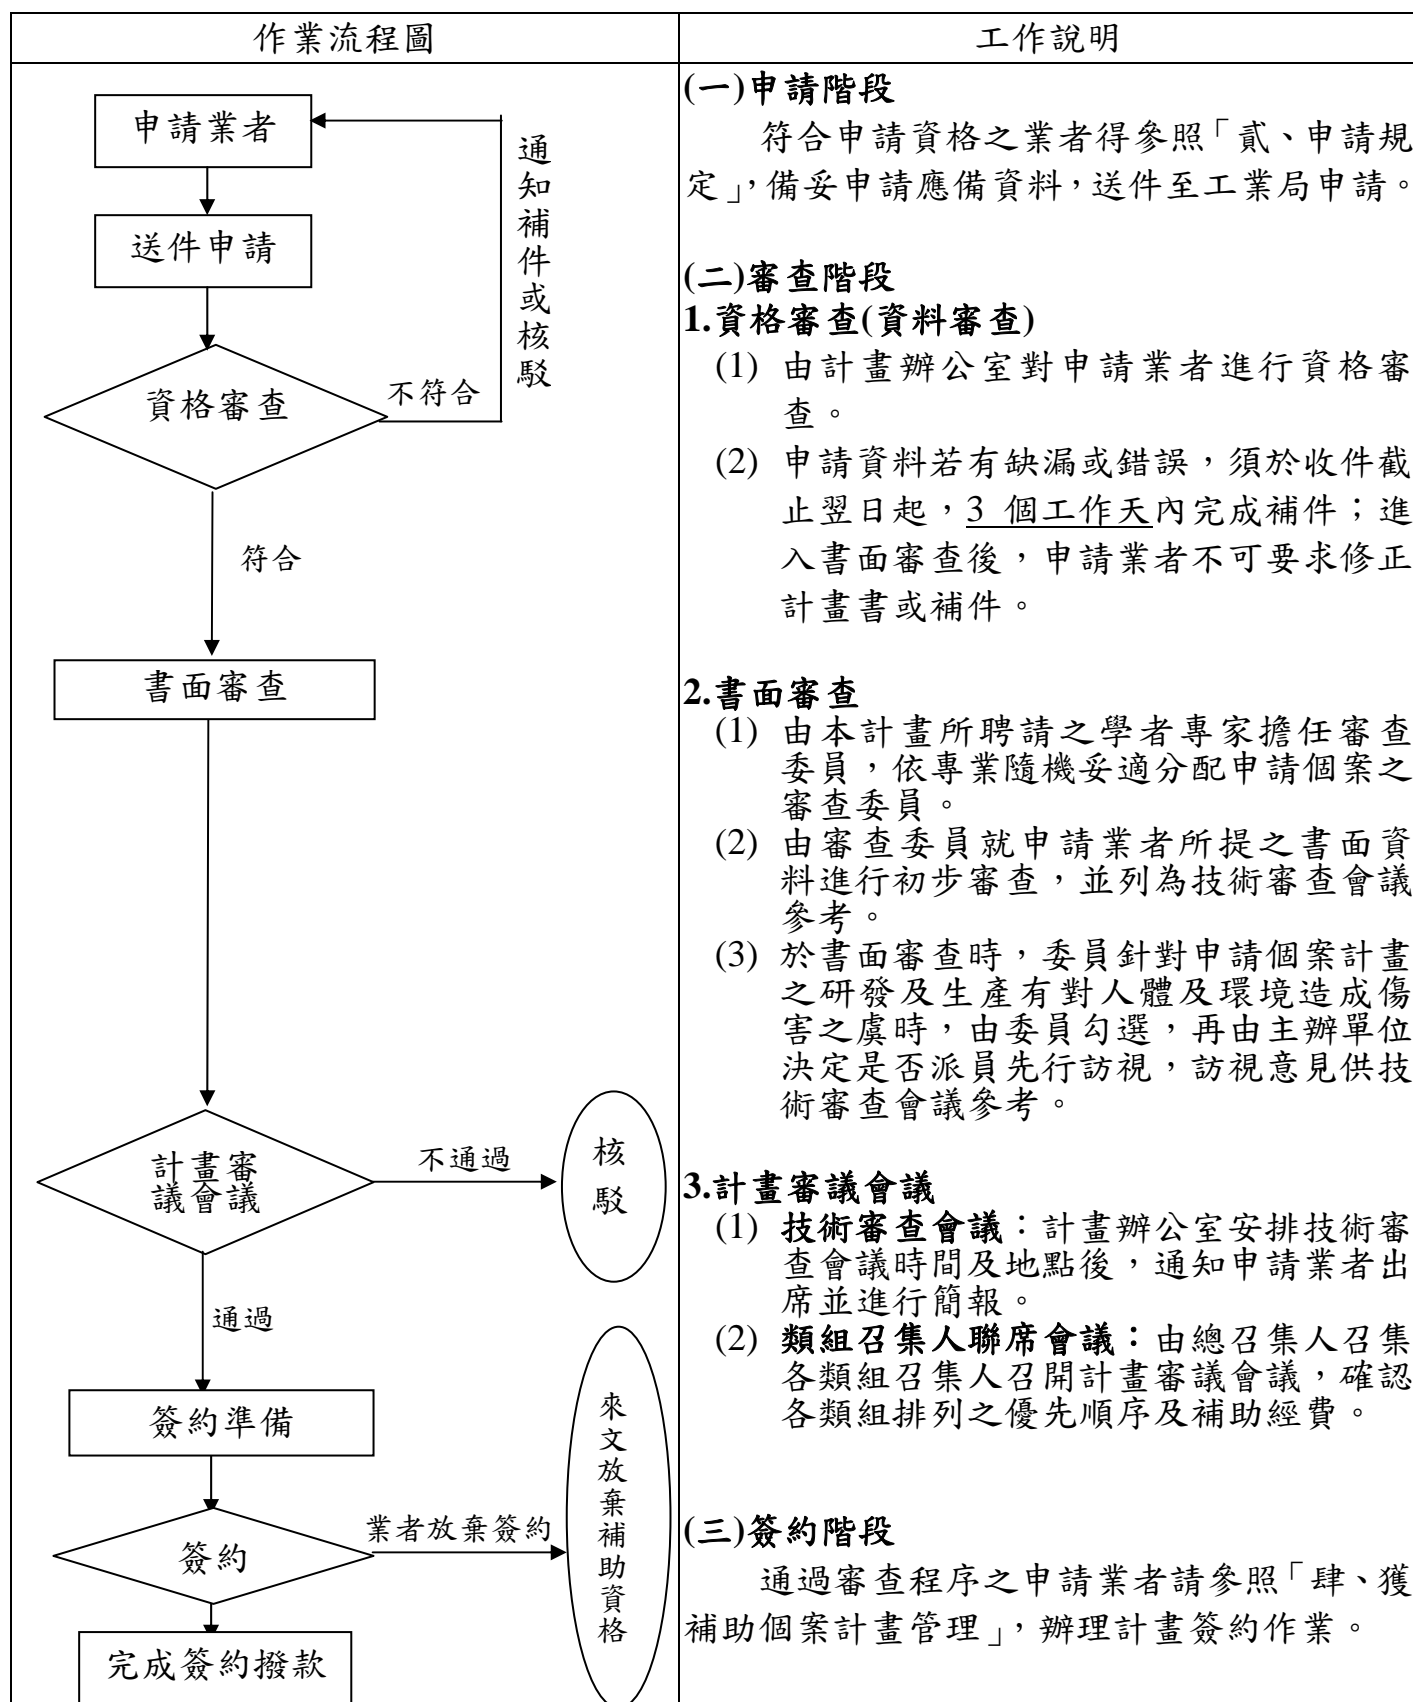 作業流程圖
工作說明
申請業者
送件申請
資格審查
不符合
通知補件或核駁
符合
書面審查
計畫審
議會議
不通過
核駁
通過
簽約準備
簽約
業者放棄簽約
來文放棄補助資格
完成簽約撥款
(一)申請階段
符合申請資格之業者得參照「貳、申請規
定」，備妥申請應備資料，送件至工業局申請。
(二)審查階段
1.資格審查(資料審查)
(1) 由計畫辦公室對申請業者進行資格審
查。
(2) 申請資料若有缺漏或錯誤，須於收件截
止翌日起，3 個工作天內完成補件；進
入書面審查後，申請業者不可要求修正
計畫書或補件。
2.書面審查
(1) 由本計畫所聘請之學者專家擔任審查
委員，依專業隨機妥適分配申請個案之
審查委員。
(2) 由審查委員就申請業者所提之書面資
料進行初步審查，並列為技術審查會議
參考。
(3) 於書面審查時，委員針對申請個案計畫
之研發及生產有對人體及環境造成傷
害之虞時，由委員勾選，再由主辦單位
決定是否派員先行訪視，訪視意見供技
術審查會議參考。
3.計畫審議會議
(1) 技術審查會議：計畫辦公室安排技術審
查會議時間及地點後，通知申請業者出
席並進行簡報。
(2) 類組召集人聯席會議：由總召集人召集
各類組召集人召開計畫審議會議，確認
各類組排列之優先順序及補助經費。
(三)簽約階段
通過審查程序之申請業者請參照「肆、獲
補助個案計畫管理」，辦理計畫簽約作業。